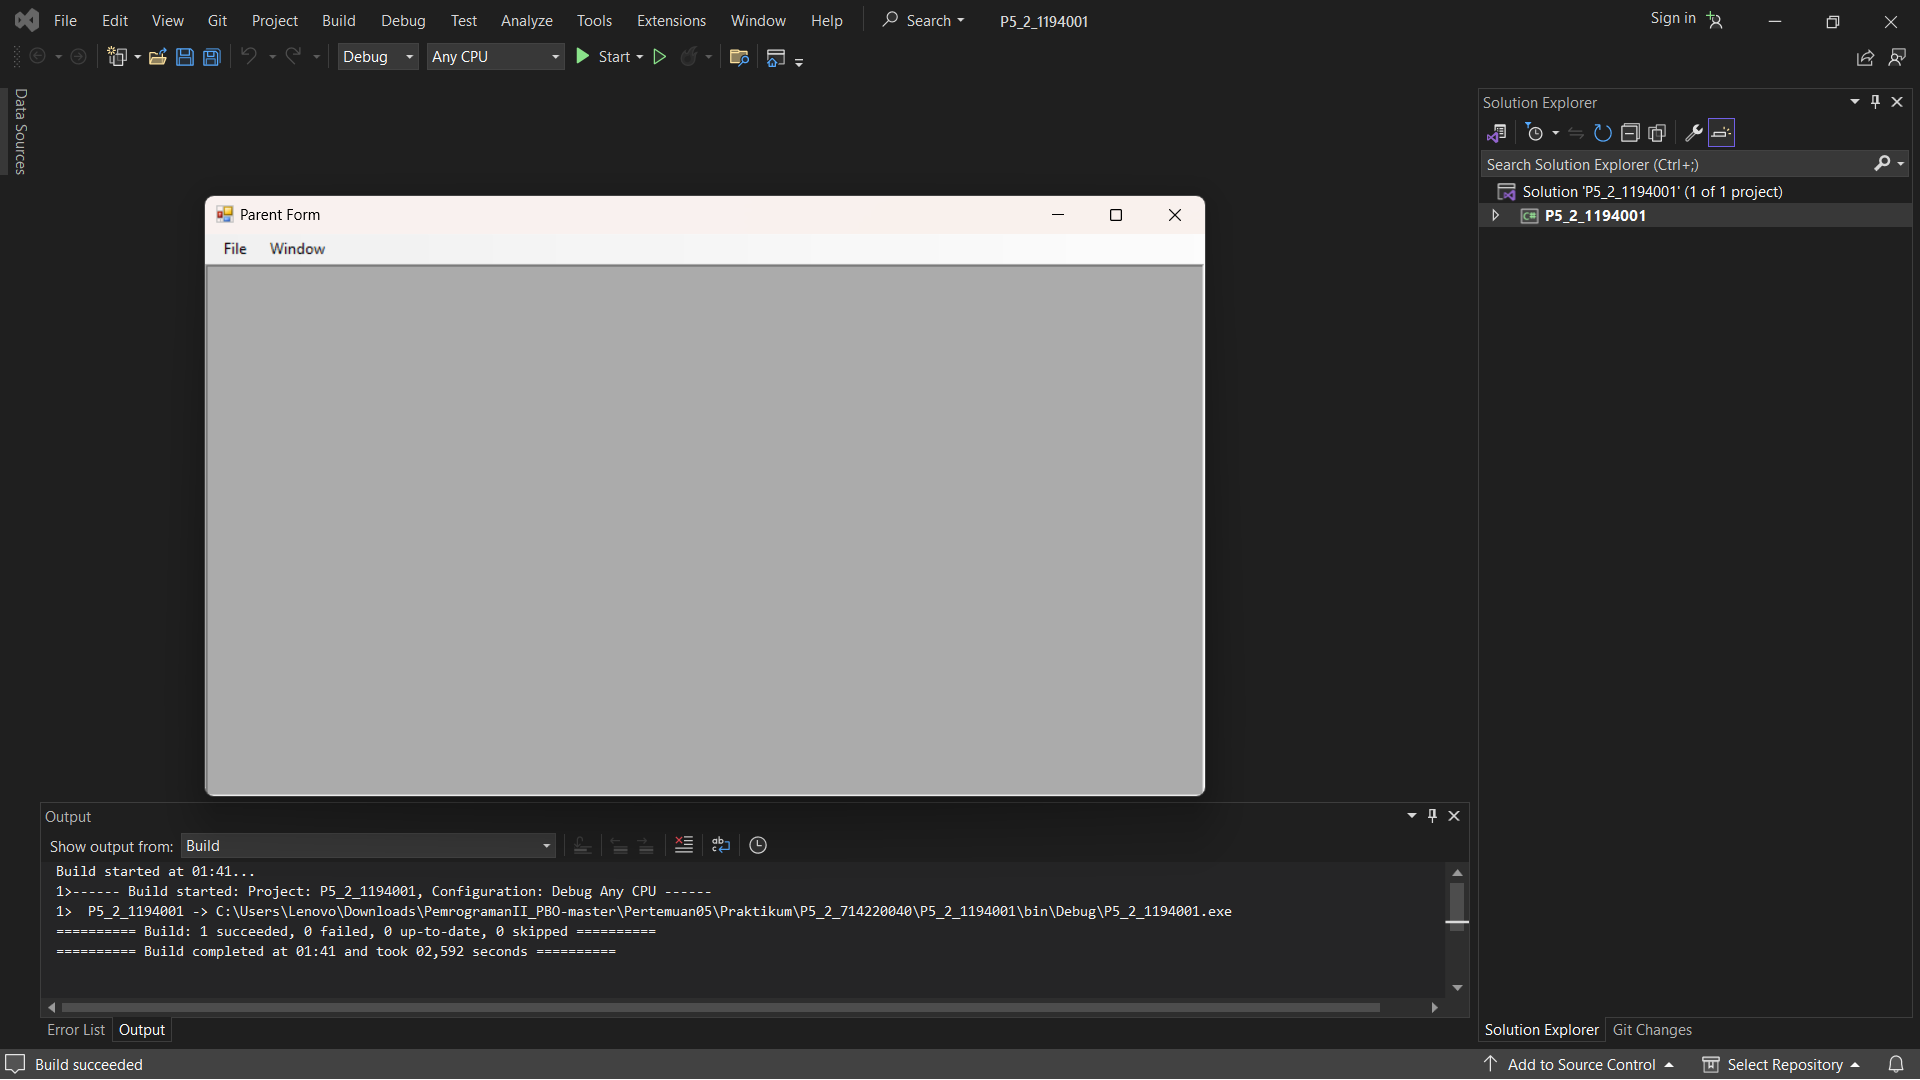 File Edit View Git Project Build Debug Test Analyze Tools Extensions Window Help Search P5_2_1194001 Sign in
Debug Any CPU Start
Data Sources
Solution Explorer
Search Solution Explorer (Ctrl+;)
Solution 'P5_2_1194001' (1 of 1 project)
C# P5_2_1194001
Parent Form
File Window
Output
Show output from: Build
Build started at 01:41...
1>------ Build started: Project: P5_2_1194001, Configuration: Debug Any CPU ------
1>  P5_2_1194001 -> C:\Users\Lenovo\Downloads\PemrogramanII_PBO-master\Pertemuan05\Praktikum\P5_2_714220040\P5_2_1194001\bin\Debug\P5_2_1194001.exe
========== Build: 1 succeeded, 0 failed, 0 up-to-date, 0 skipped ==========
========== Build completed at 01:41 and took 02,592 seconds ==========
Error List Output
Solution Explorer Git Changes
Build succeeded
Add to Source Control Select Repository